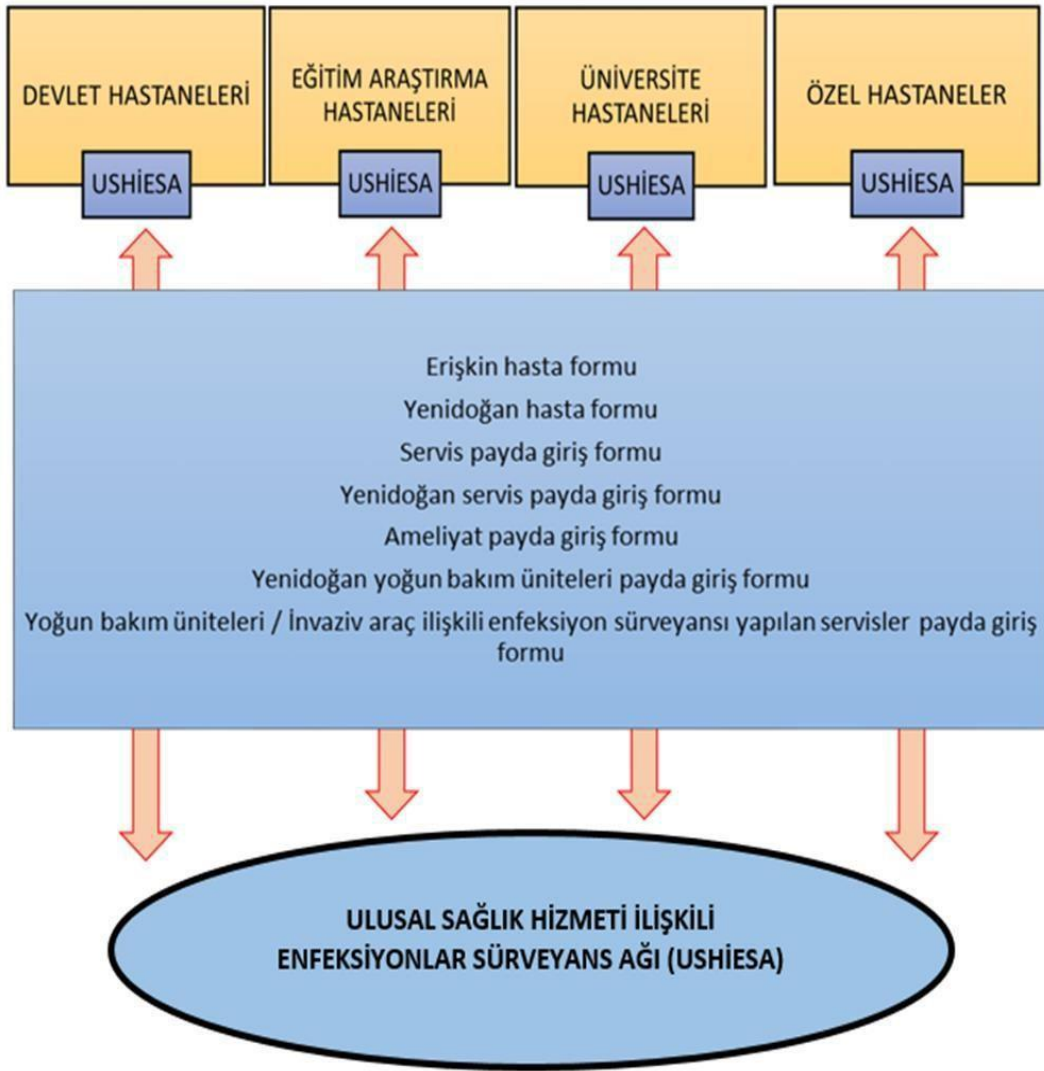 DEVLET HASTANELERİ
EĞİTİM ARAŞTIRMA
HASTANELERİ
ÜNİVERSİTE
HASTANELERİ
ÖZEL HASTANELER
USHİESA
USHİESA
USHİESA
USHİESA
Erişkin hasta formu
Yenidoğan hasta formu
Servis payda giriş formu
Yenidoğan servis payda giriş formu
Ameliyat payda giriş formu
Yenidoğan yoğun bakım üniteleri payda giriş formu
Yoğun bakım üniteleri / İnvaziv araç ilişkili enfeksiyon sürveyansı yapılan servisler payda giriş
formu
ULUSAL SAĞLIK HİZMETİ İLİŞKİLİ
ENFEKSİYONLAR SÜRVEYANS AĞI (USHİESA)